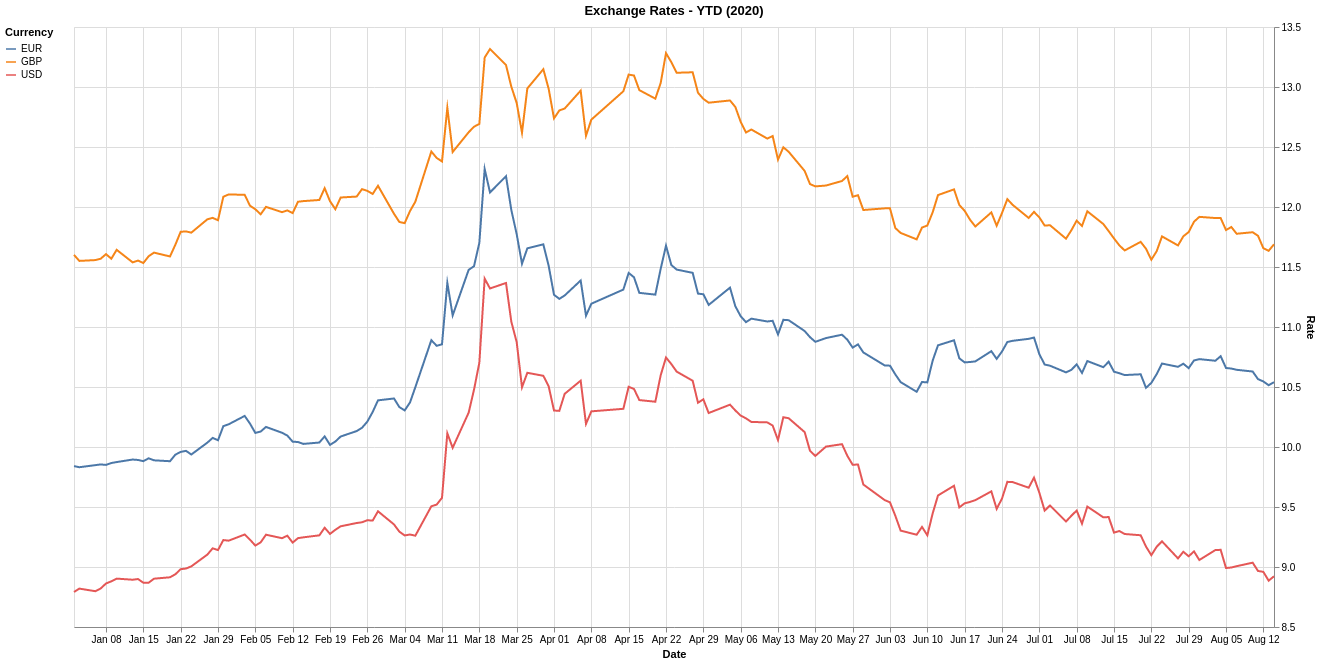 Exchange Rates - YTD (2020)
Currency
EUR
GBP
USD
13.5
13.0
12.5
12.0
11.5
11.0
10.5
10.0
9.5
9.0
8.5
Rate
Jan 08 Jan 15 Jan 22 Jan 29 Feb 05 Feb 12 Feb 19 Feb 26 Mar 04 Mar 11 Mar 18 Mar 25 Apr 01 Apr 08 Apr 15 Apr 22 Apr 29 May 06 May 13 May 20 May 27 Jun 03 Jun 10 Jun 17 Jun 24 Jul 01 Jul 08 Jul 15 Jul 22 Jul 29 Aug 05 Aug 12
Date